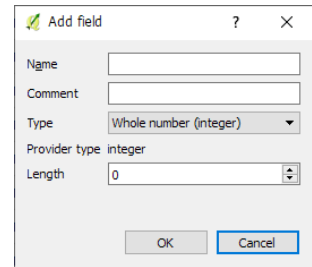 Add field ? ×
Name
Comment
Type Whole number (integer)
Provider type integer
Length 0
OK Cancel